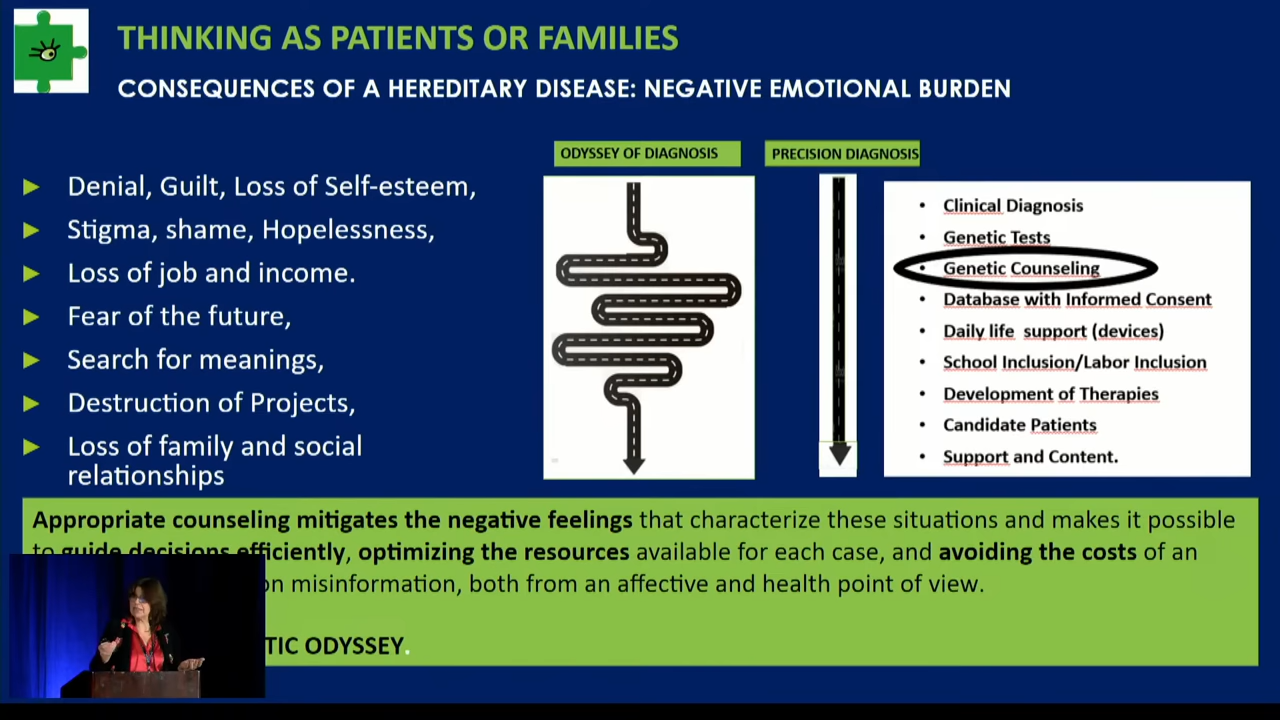 THINKING AS PATIENTS OR FAMILIES
CONSEQUENCES OF A HEREDITARY DISEASE: NEGATIVE EMOTIONAL BURDEN
Denial, Guilt, Loss of Self-esteem,
Stigma, shame, Hopelessness,
Loss of job and income.
Fear of the future,
Search for meanings,
Destruction of Projects,
Loss of family and social
relationships
ODYSSEY OF DIAGNOSIS
PRECISION DIAGNOSIS
Clinical Diagnosis
Genetic Tests
Genetic Counseling
Database with Informed Consent
Daily life support (devices)
School Inclusion/Labor Inclusion
Development of Therapies
Candidate Patients
Support and Content.
Appropriate counseling mitigates the negative feelings that characterize these situations and makes it possible
to guide decisions efficiently, optimizing the resources available for each case, and avoiding the costs of an
on misinformation, both from an affective and health point of view.
TIC ODYSSEY.